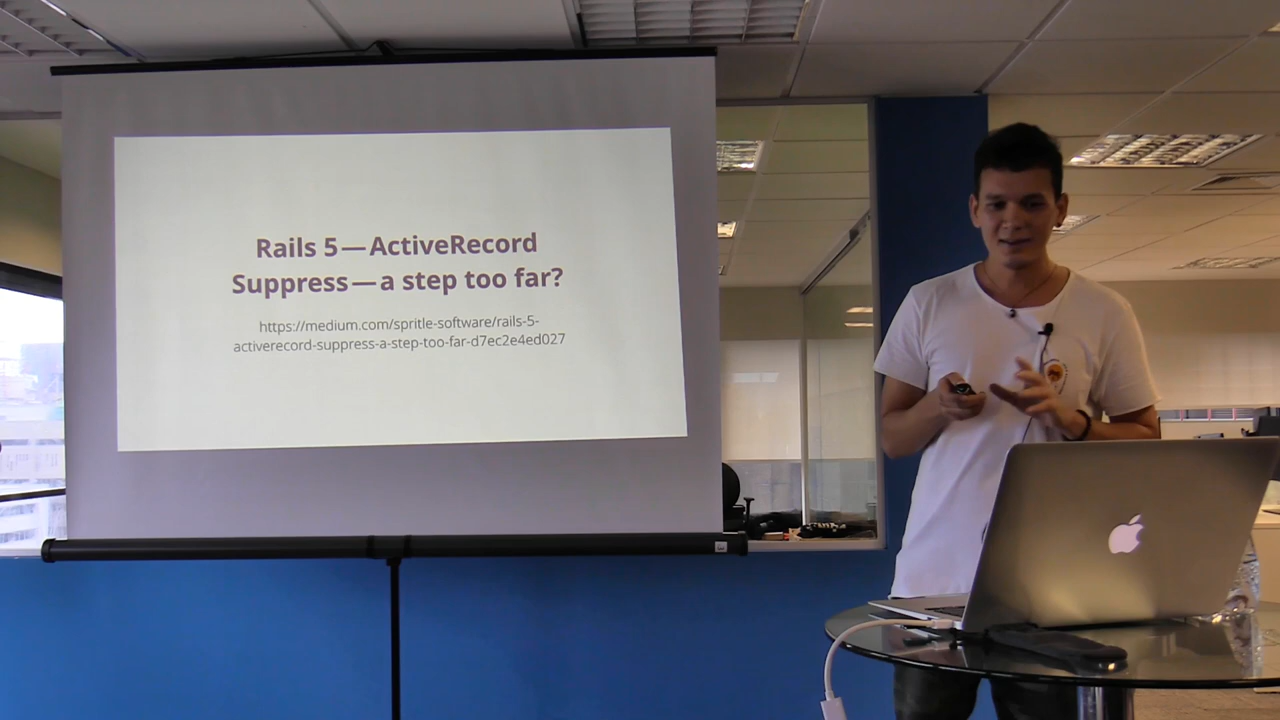 Rails 5—ActiveRecord
Suppress—a step too far?
https://medium.com/spritle-software/rails-5-
activerecord-suppress-a-step-too-far-d7ec2e4ed027